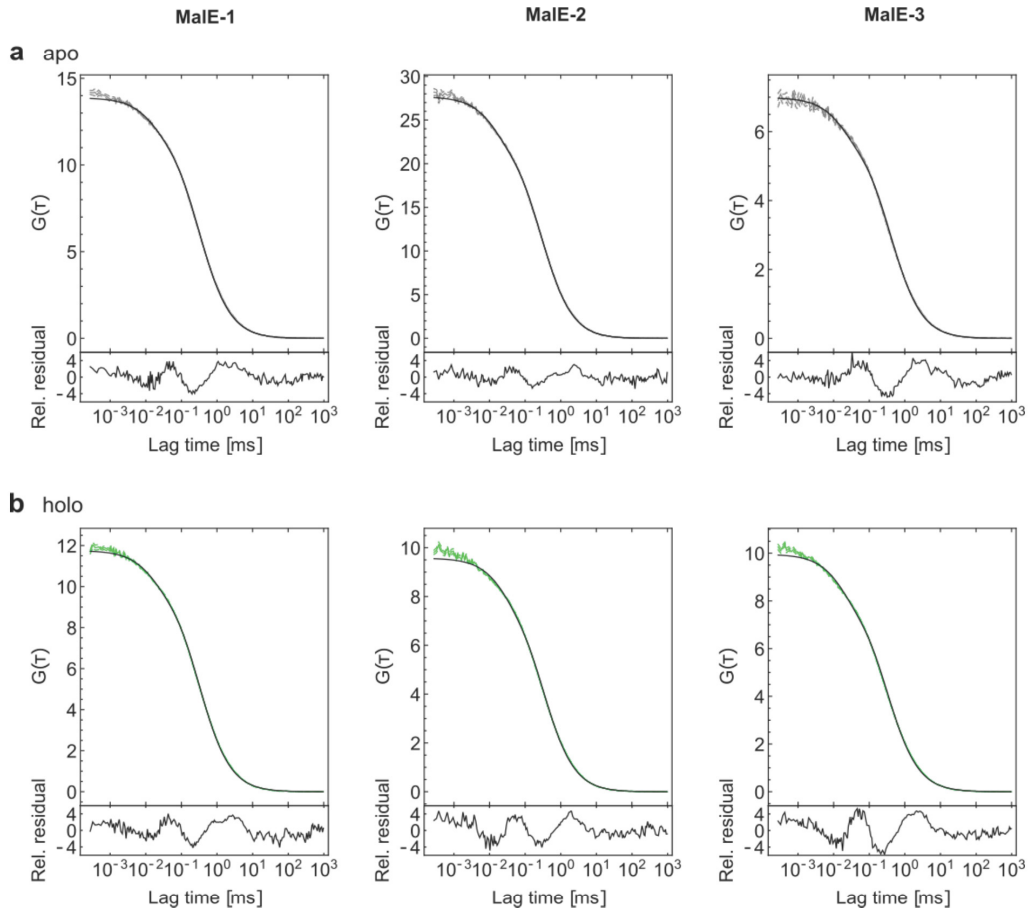 MalE-1 MalE-2 MalE-3
a apo
15 10 5 0
G(τ)
4 0 −4
Rel. residual
10-3 10-2 10-1 100 101 102 103
Lag time [ms]
30 25 20 15 10 5 0
G(τ)
4 0 −4
Rel. residual
10-3 10-2 10-1 100 101 102 103
Lag time [ms]
6 4 2 0
G(τ)
4 0 −4
Rel. residual
10-3 10-2 10-1 100 101 102 103
Lag time [ms]
b holo
12 10 8 6 4 2 0
G(τ)
4 0 −4
Rel. residual
10-3 10-2 10-1 100 101 102 103
Lag time [ms]
10 8 6 4 2 0
G(τ)
4 0 −4
Rel. residual
10-3 10-2 10-1 100 101 102 103
Lag time [ms]
10 8 6 4 2 0
G(τ)
4 0 −4
Rel. residual
10-3 10-2 10-1 100 101 102 103
Lag time [ms]